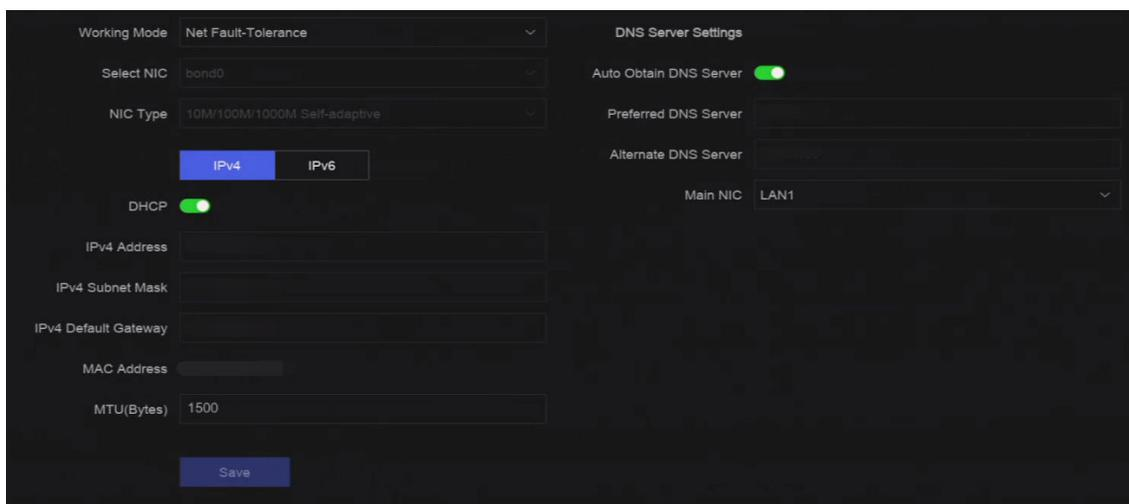 Working Mode Net Fault-Tolerance
Select NIC bond0
NIC Type 10M/100M/1000M Self-adaptive
IPv4 IPv6
DHCP
IPv4 Address
IPv4 Subnet Mask
IPv4 Default Gateway
MAC Address
MTU(Bytes) 1500
Save
DNS Server Settings
Auto Obtain DNS Server
Preferred DNS Server
Alternate DNS Server
Main NIC LAN1